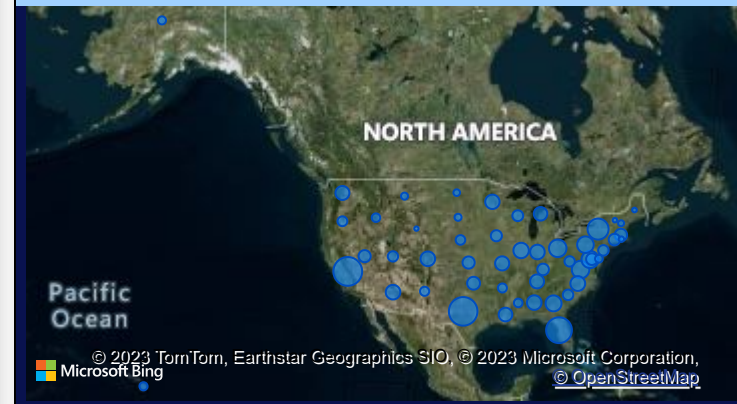 NORTH AMERICA
Pacific
Ocean
© 2023 TomTom, Earthstar Geographics SIO, © 2023 Microsoft Corporation,
Microsoft Bing
© OpenStreetMap